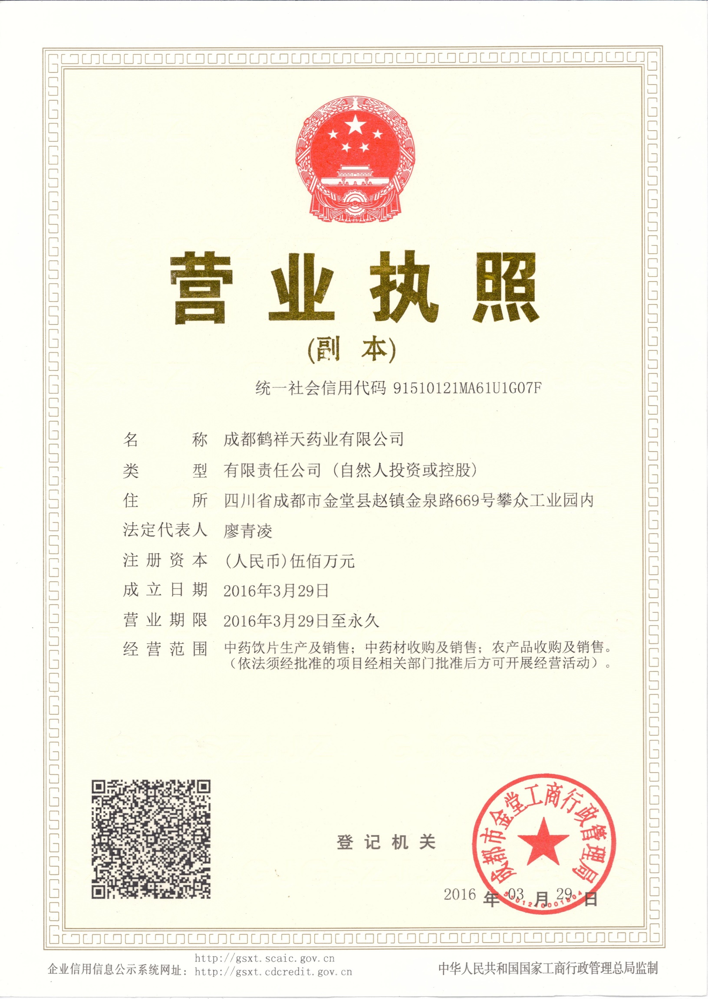 营业执照
(副 本)
统一社会信用代码 91510121MA61U1G07F
名 称 成都鹤祥天药业有限公司
类 型 有限责任公司 (自然人投资或控股)
住 所 四川省成都市金堂县赵镇金泉路669号攀众工业园内
法定代表人 廖青凌
注册资本 (人民币)伍佰万元
成立日期 2016年3月29日
营业期限 2016年3月29日至永久
经营范围 中药饮片生产及销售；中药材收购及销售；农产品收购及销售。
（依法须经批准的项目经相关部门批准后方可开展经营活动）。
成都市金堂工商行政管理局
登记机关
2016 年 03 月 29 日
http://gsxt.scaic.gov.cn
企业信用信息公示系统网址：http://gsxt.cdcredit.gov.cn
中华人民共和国国家工商行政管理总局监制